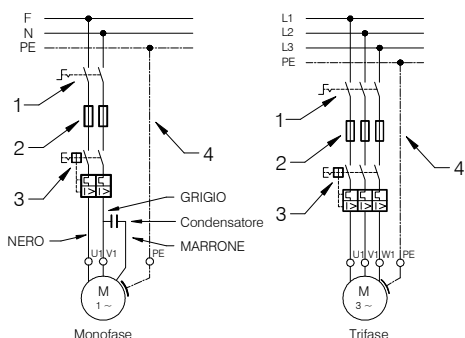 F
N
PE
1
2
3
4
GRIGIO
Condensatore
NERO
MARRONE
U1 V1
PE
M
1 ~
Monofase
L1
L2
L3
PE
1
2
3
4
U1 V1 W1
PE
M
3 ~
Trifase